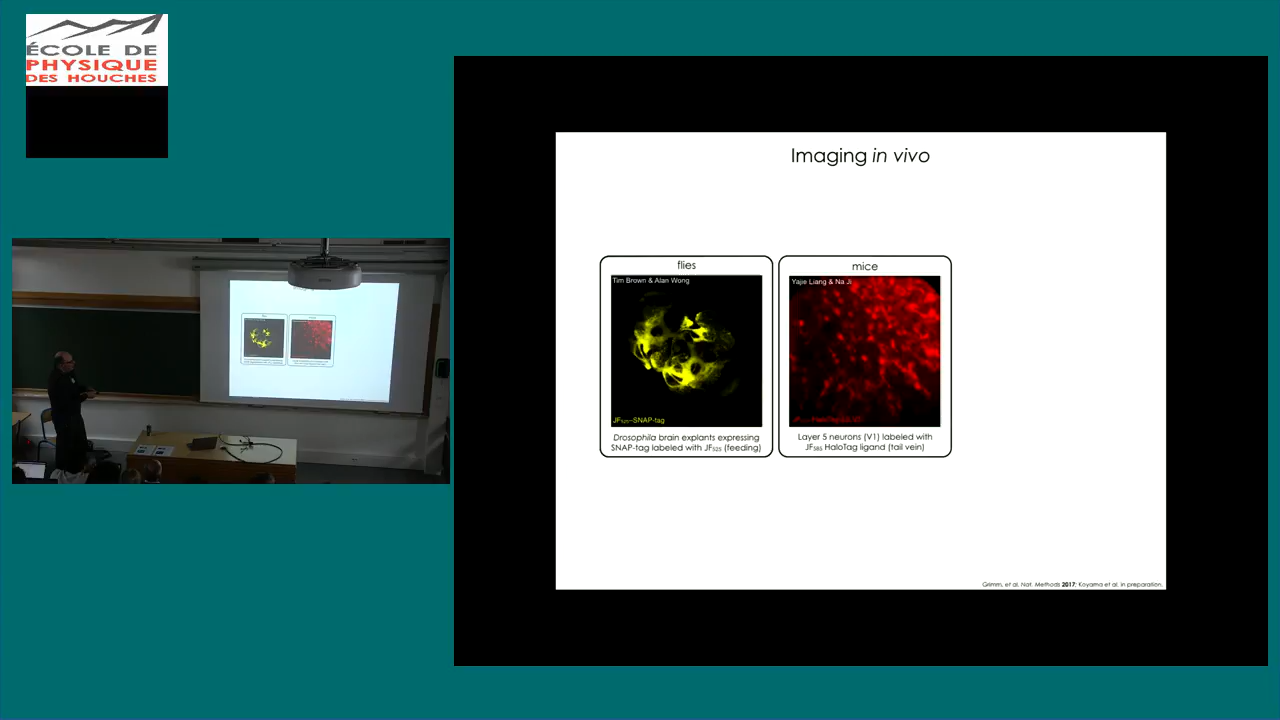 ÉCOLE DE
PHYSIQUE
DES HOUCHES
Imaging in vivo
flies
Tim Brown & Alan Wong
JF525-SNAP-tag
Drosophila brain explants expressing
SNAP-tag labeled with JF525 (feeding)
mice
Yajie Liang & Na Ji
Layer 5 neurons (V1) labeled with
JF585 HaloTag ligand (tail vein)
Grimm, et al. Nat. Methods 2017; Koyama et al. in preparation.